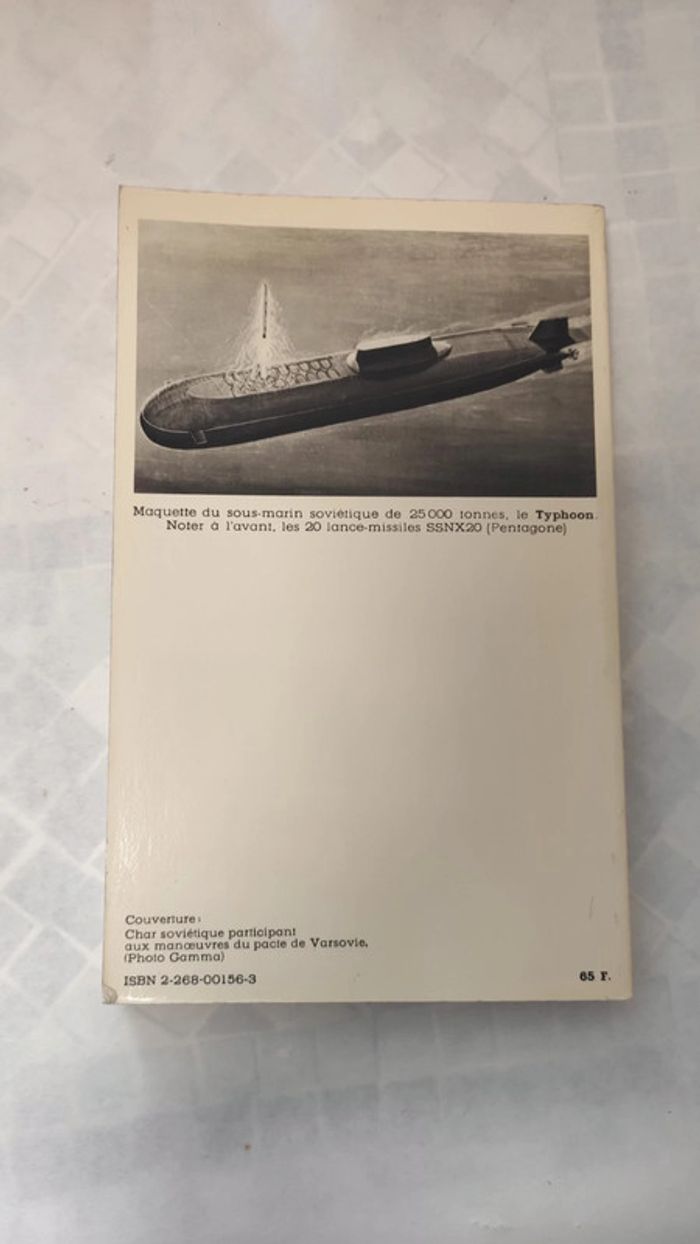 Maquette du sous-marin soviétique de 25 000 tonnes, le Typhoon.
Noter à l'avant, les 20 lance-missiles SSNX20 (Pentagone)
Couverture :
Char soviétique participant
aux manœuvres du pacte de Varsovie.
(Photo Gamma)
ISBN 2-268-00156-3
65 F.